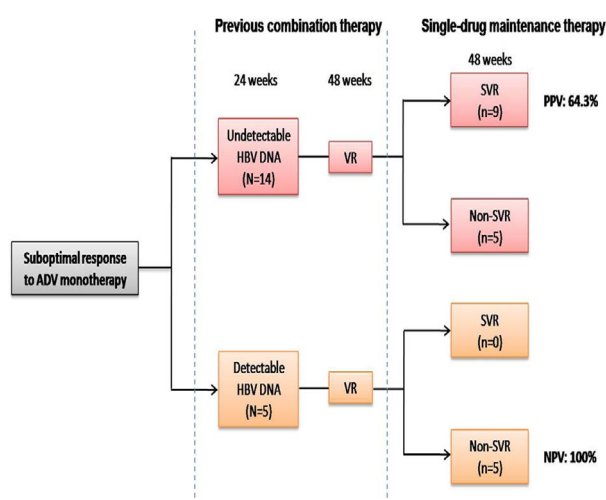 Previous combination therapy
Single-drug maintenance therapy
24 weeks
48 weeks
48 weeks
SVR
(n=9)
PPV: 64.3%
Undetectable
HBV DNA
(N=14)
VR
Non-SVR
(n=5)
Suboptimal response
to ADV monotherapy
SVR
(n=0)
Detectable
HBV DNA
(N=5)
VR
Non-SVR
(n=5)
NPV: 100%